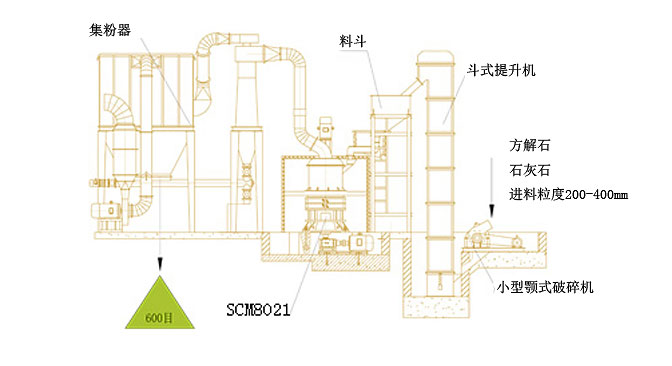 集粉器
料斗
斗式提升机
方解石
石灰石
进料粒度200-400mm
小型颚式破碎机
SCM8021
600目